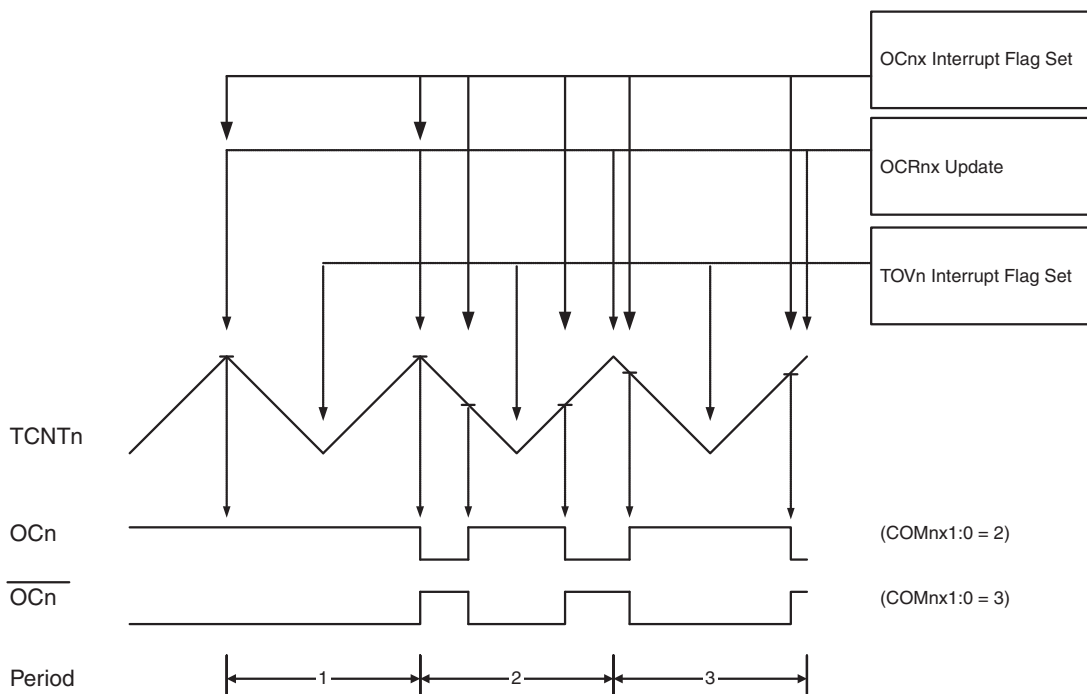 OCnx Interrupt Flag Set
OCRnx Update
TOVn Interrupt Flag Set
TCNTn
OCn
(COMnx1:0 = 2)
OCn
(COMnx1:0 = 3)
Period
1
2
3